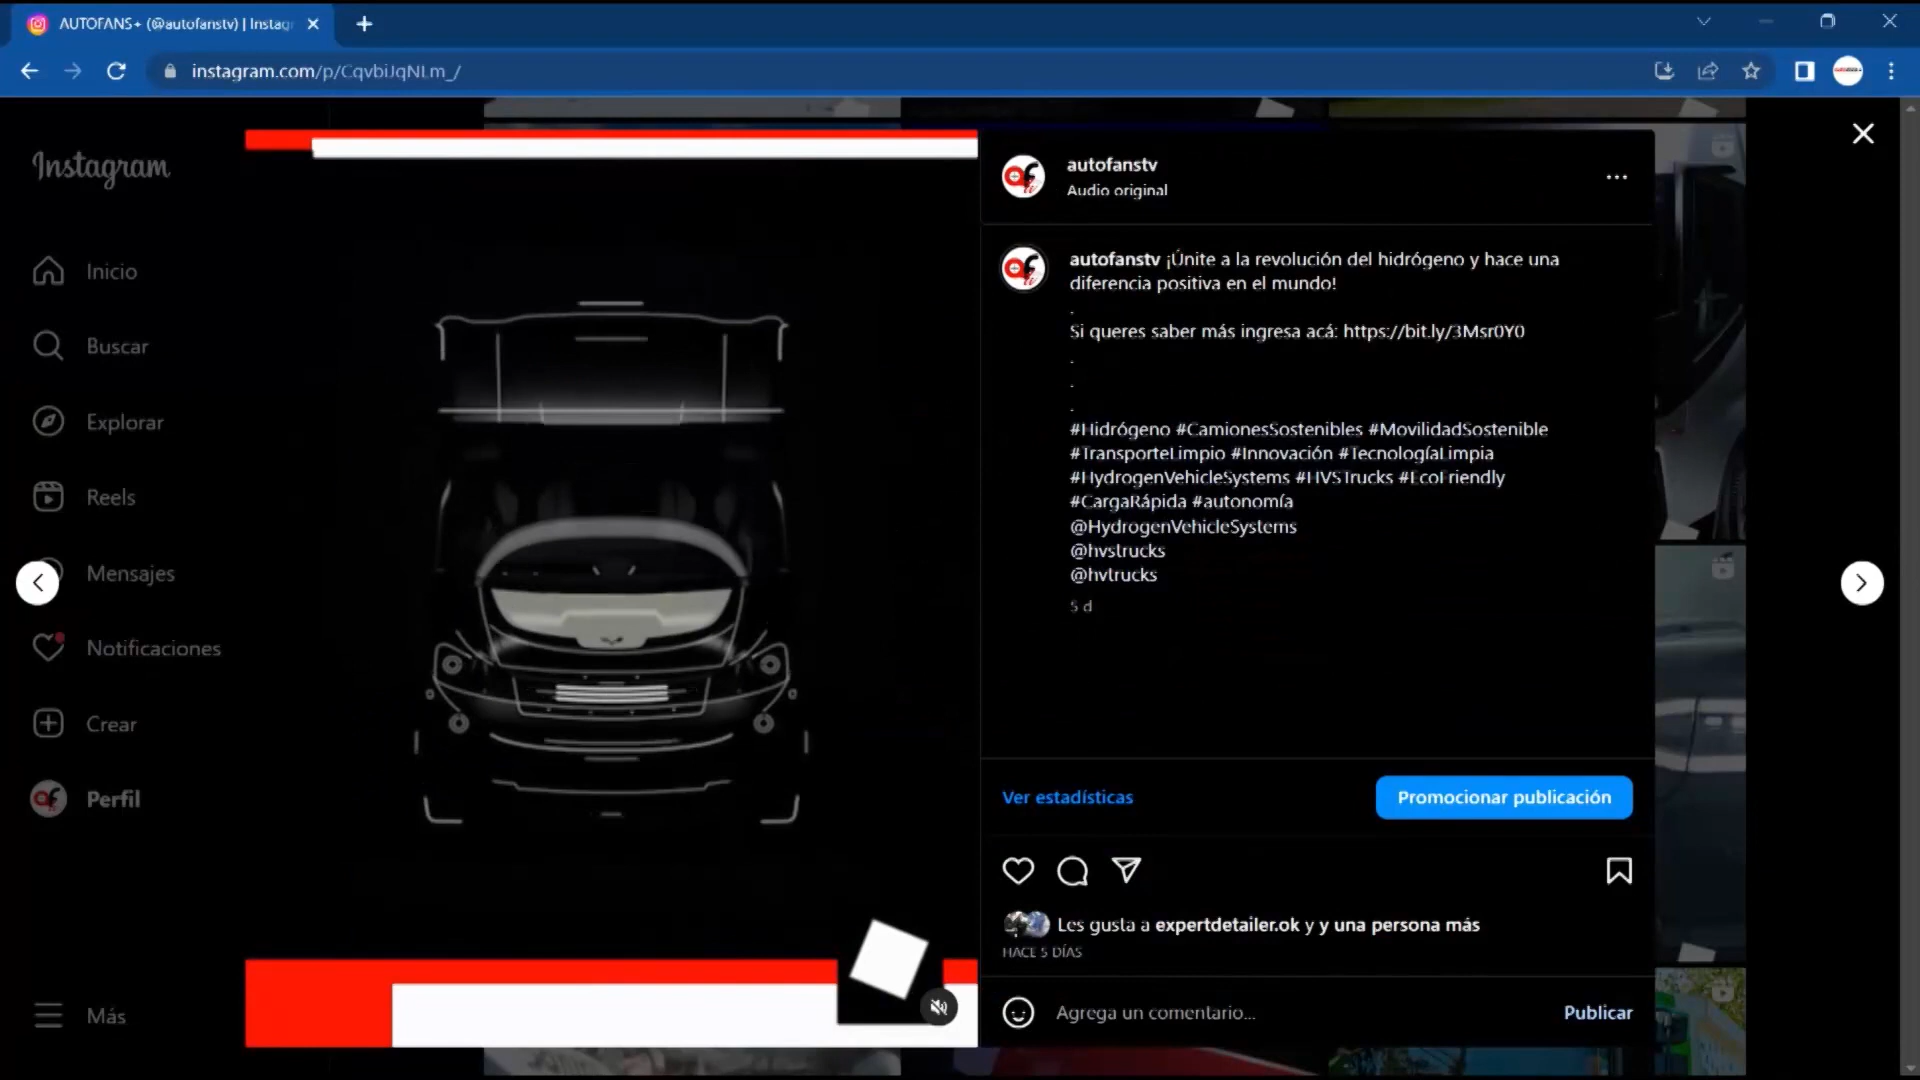 AUTOFANS+ (@autofanstv) | Instag
instagram.com/p/CqvbiJqNLm_/
Instagram
Inicio
Buscar
Explorar
Reels
Mensajes
Notificaciones
Crear
Perfil
Más
autofanstv
Audio original
autofanstv ¡Únite a la revolución del hidrógeno y hace una
diferencia positiva en el mundo!
.
Si queres saber más ingresa acá: https://bit.ly/3Msr0Y0
.
.
.
#Hidrógeno #CamionesSostenibles #MovilidadSostenible
#TransporteLimpio #Innovación #TecnologíaLimpia
#HydrogenVehicleSystems #HVSTrucks #EcoFriendly
#CargaRápida #autonomía
@HydrogenVehicleSystems
@hvstrucks
@hvtrucks
5 d
Ver estadísticas
Promocionar publicación
Les gusta a expertdetailer.ok y y una persona más
HACE 5 DÍAS
Agrega un comentario...
Publicar